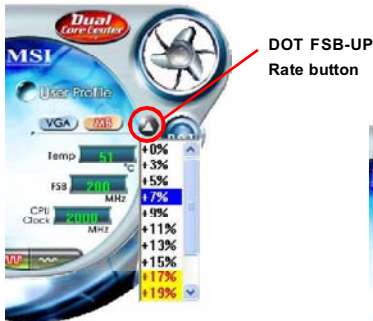 Dual
Core Center
DOT FSB-UP
Rate button
MSI
User Profile
VGA
MB
Temp
51
°C
FSB
200
MHz
CPU
Clock
2000
MHz
+0%
+3%
+5%
+7%
+9%
+11%
+13%
+15%
+17%
+19%